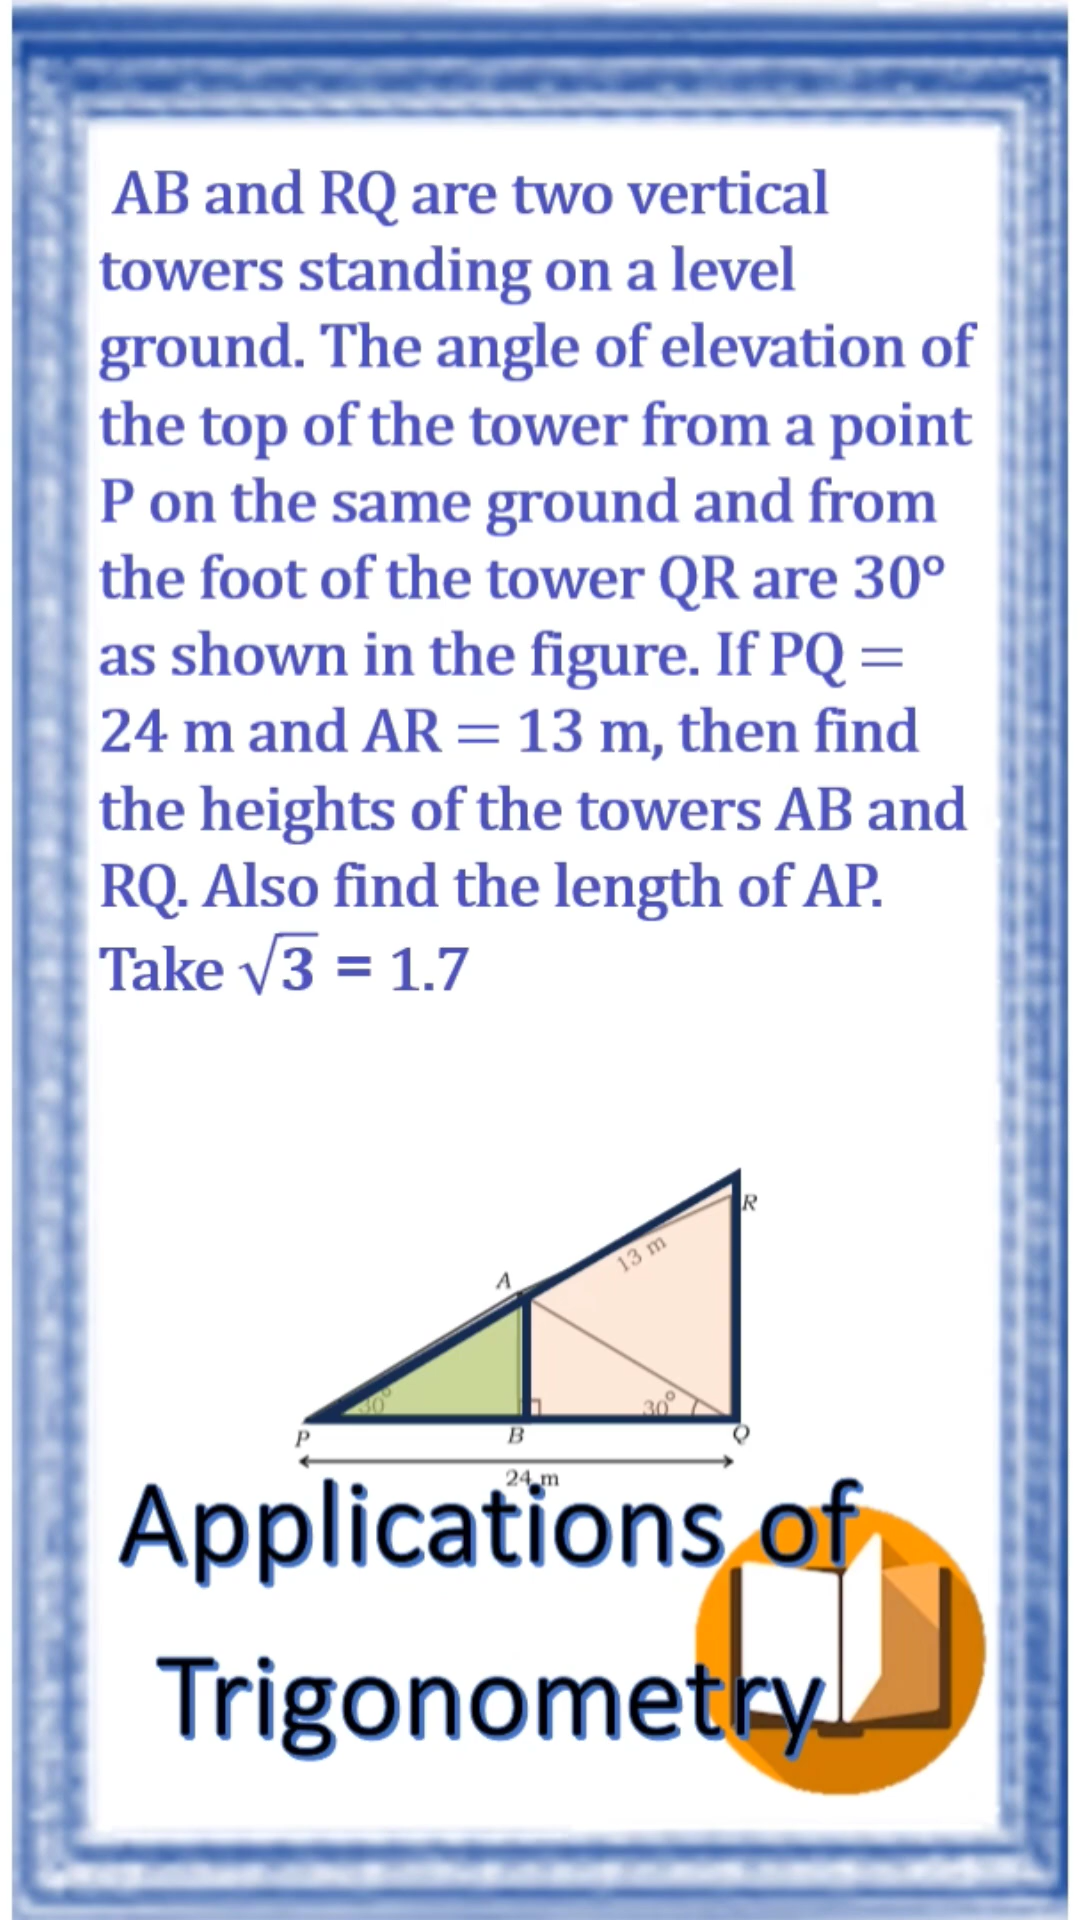 AB and RQ are two vertical
towers standing on a level
ground. The angle of elevation of
the top of the tower from a point
P on the same ground and from
the foot of the tower QR are 30°
as shown in the figure. If PQ =
24 m and AR = 13 m, then find
the heights of the towers AB and
RQ. Also find the length of AP.
Take √3 = 1.7
R
13 m
A
30°
30°
P
B
Q
24 m
Applications of
Trigonometry